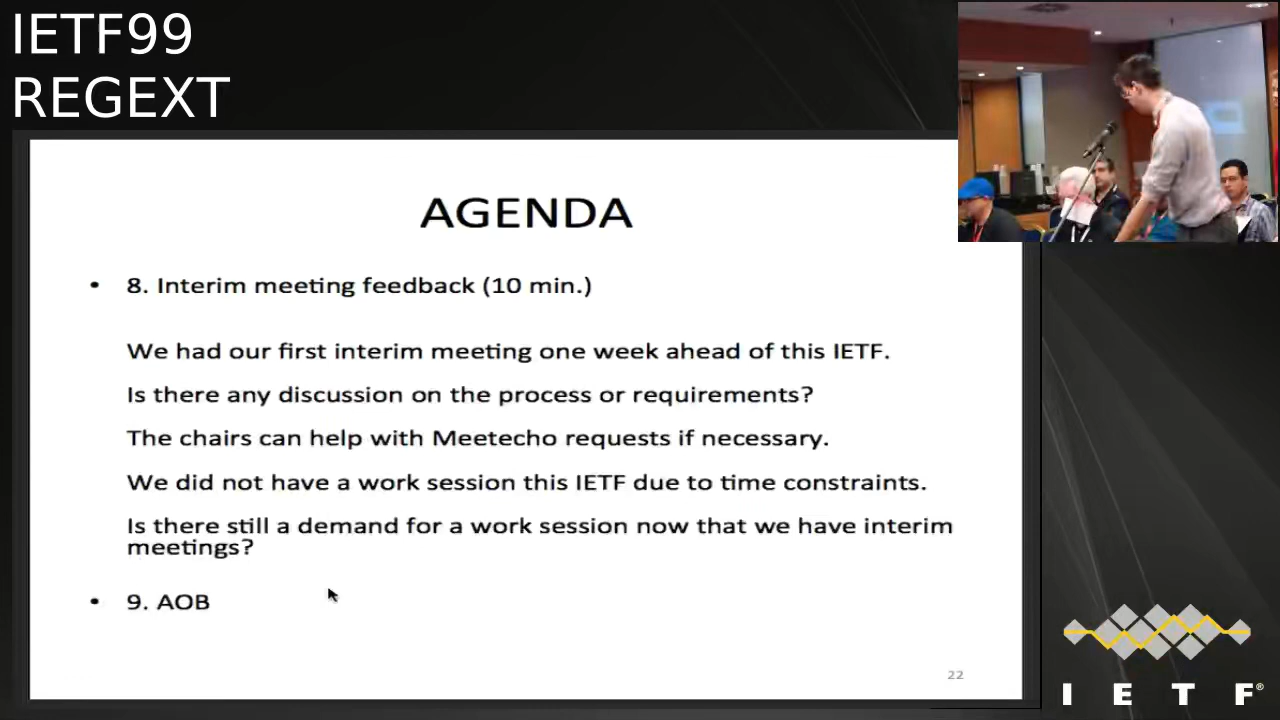 IETF99
REGEXT
AGENDA
• 8. Interim meeting feedback (10 min.)
We had our first interim meeting one week ahead of this IETF.
Is there any discussion on the process or requirements?
The chairs can help with Meetecho requests if necessary.
We did not have a work session this IETF due to time constraints.
Is there still a demand for a work session now that we have interim
meetings?
• 9. AOB
22
I E T F®